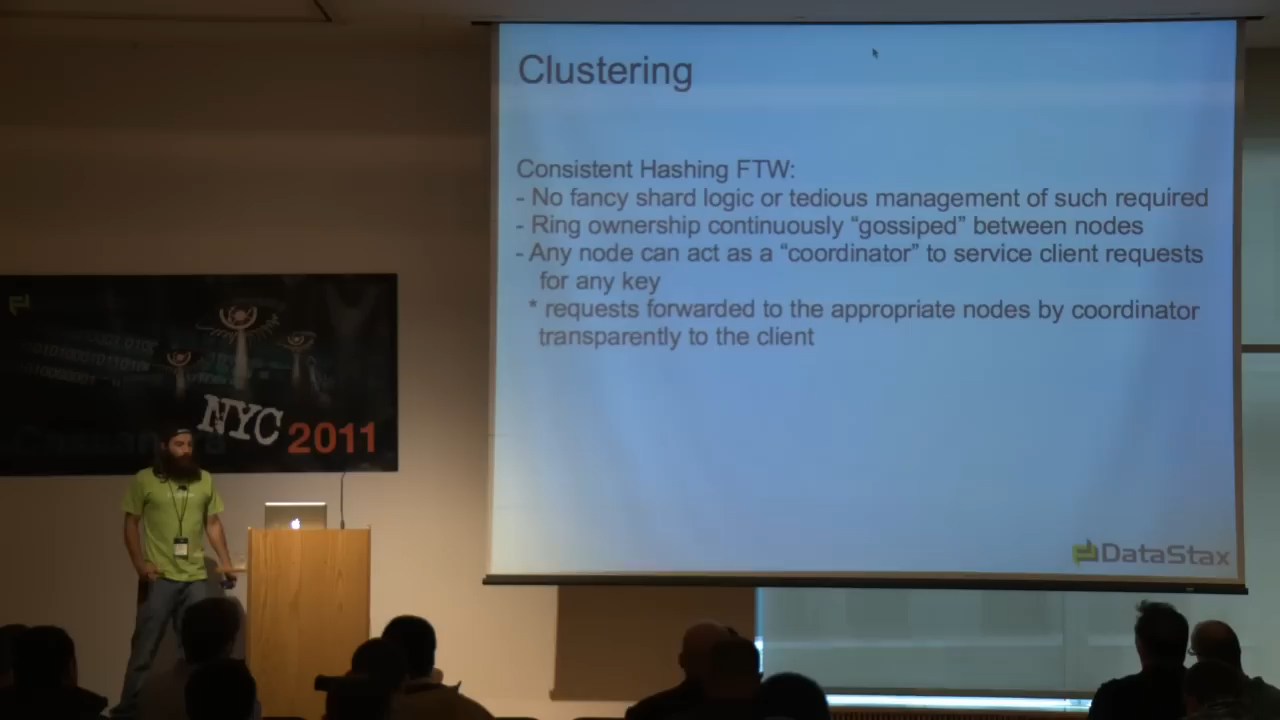 Clustering
Consistent Hashing FTW:
- No fancy shard logic or tedious management of such required
- Ring ownership continuously “gossiped” between nodes
- Any node can act as a “coordinator” to service client requests
for any key
* requests forwarded to the appropriate nodes by coordinator
transparently to the client
DataStax
NYC 2011